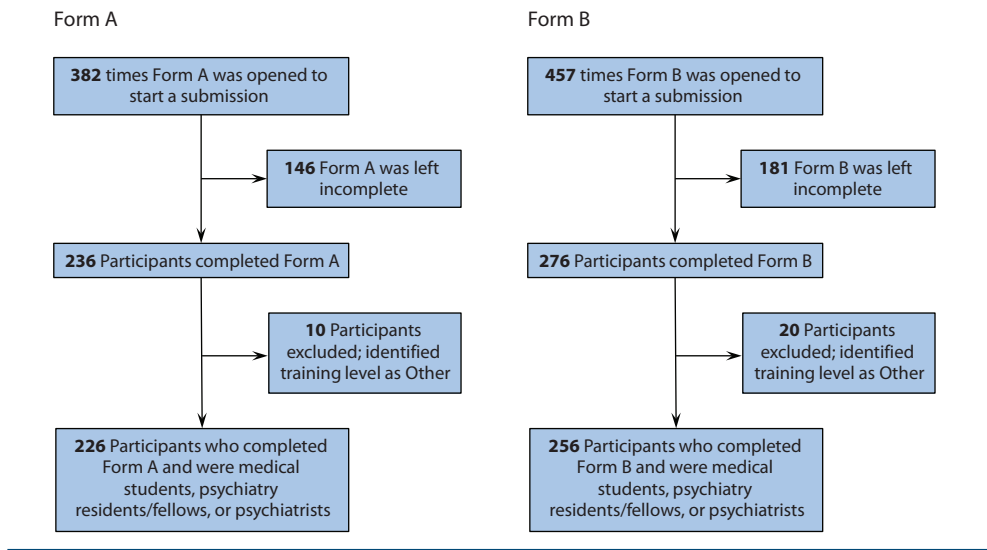 Form A
382 times Form A was opened to
start a submission
146 Form A was left
incomplete
236 Participants completed Form A
10 Participants
excluded; identified
training level as Other
226 Participants who completed
Form A and were medical
students, psychiatry
residents/fellows, or psychiatrists
Form B
457 times Form B was opened to
start a submission
181 Form B was left
incomplete
276 Participants completed Form B
20 Participants
excluded; identified
training level as Other
256 Participants who completed
Form B and were medical
students, psychiatry
residents/fellows, or psychiatrists